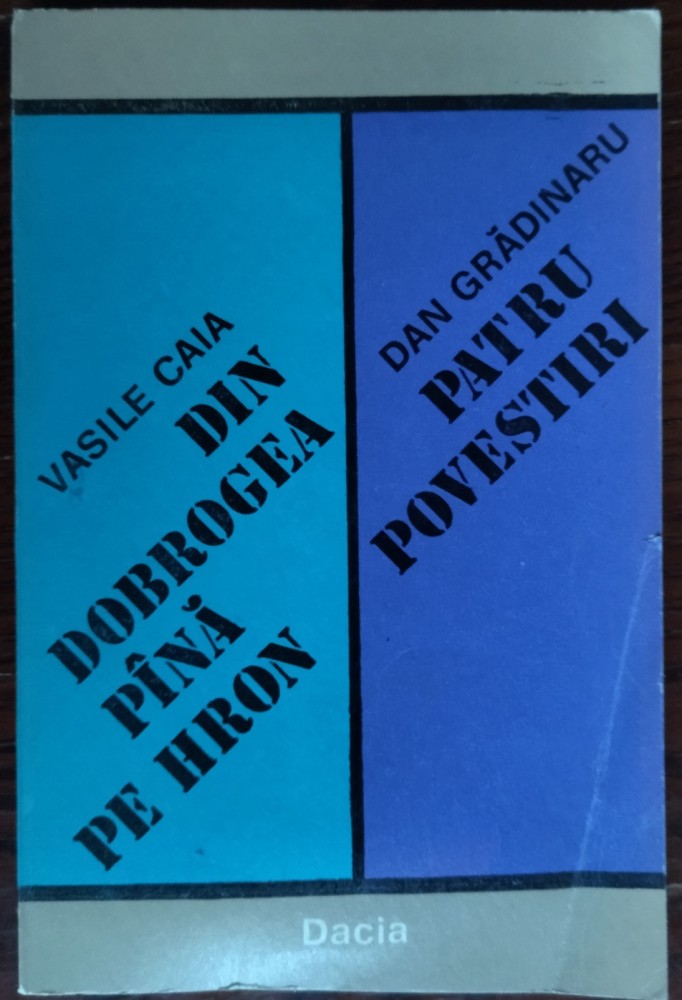 VASILE CAIA
DIN
DOBROGEA
PÎNĂ
PE HRON
DAN GRĂDINARU
PATRU
POVESTIRI
Dacia